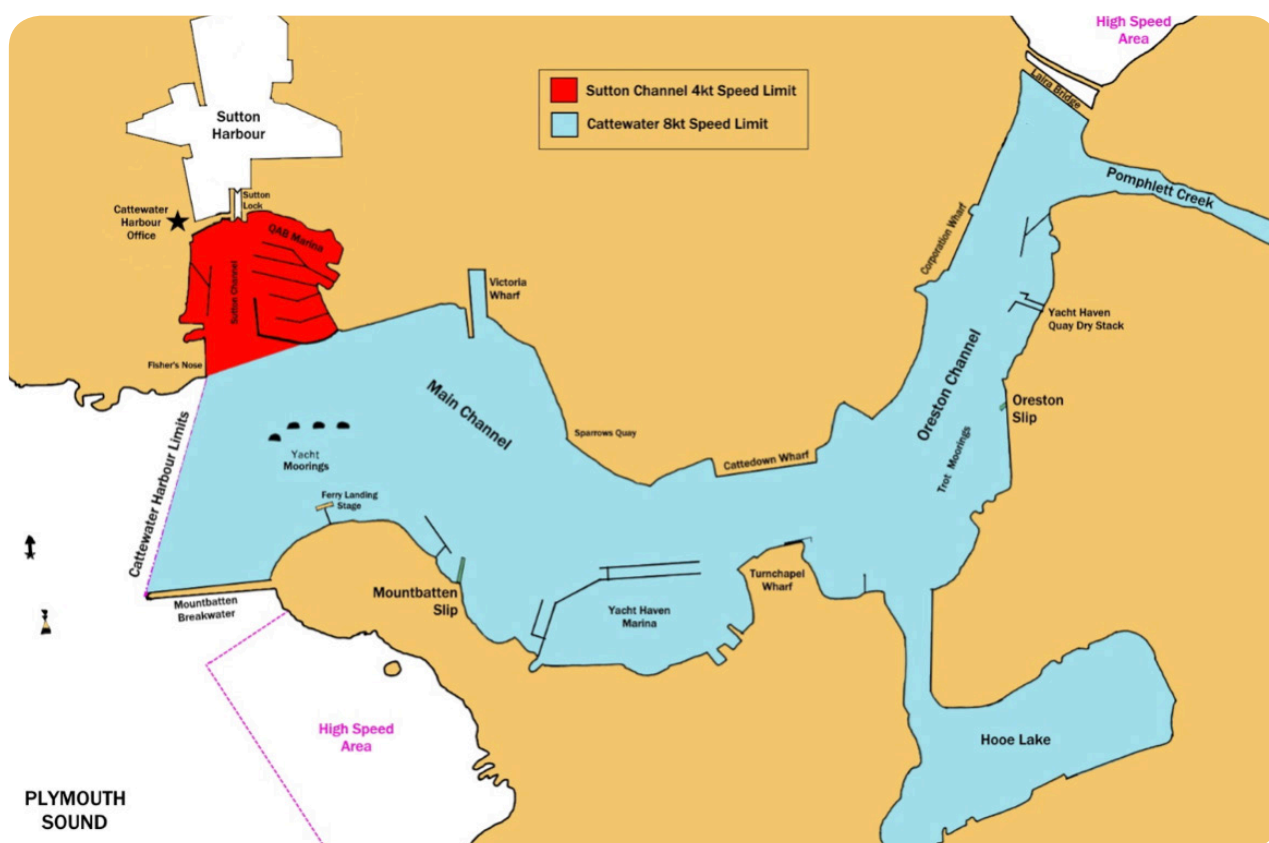 High Speed
Area
Laira Bridge
Sutton Channel 4kt Speed Limit
Cattewater 8kt Speed Limit
Sutton
Harbour
Pomphlett Creek
Sutton
Lock
Cattewater
Harbour
Office
QAB Marina
Sutton Channel
Corporation Wharf
Victoria
Wharf
Yacht Haven
Quay Dry Stack
Fisher's Nose
Main Channel
Oreston Channel
Oreston
Slip
Cattewater Harbour Limits
Yacht
Moorings
Sparrows Quay
Cattedown Wharf
Trot Moorings
Ferry Landing
Stage
Mountbatten
Slip
Turnchapel
Wharf
Mountbatten
Breakwater
Yacht Haven
Marina
High Speed
Area
Hooe Lake
PLYMOUTH
SOUND